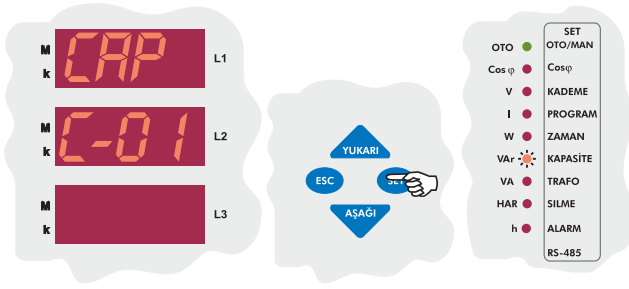 M
CAP
L1
k
M
C-01
L2
k
M
L3
k
YUKARI
ESC
AŞAĞI
SET
OTO OTO/MAN
Cos φ Cosφ
V KADEME
I PROGRAM
W ZAMAN
VAr KAPASİTE
VA TRAFO
HAR SILME
h ALARM
RS-485